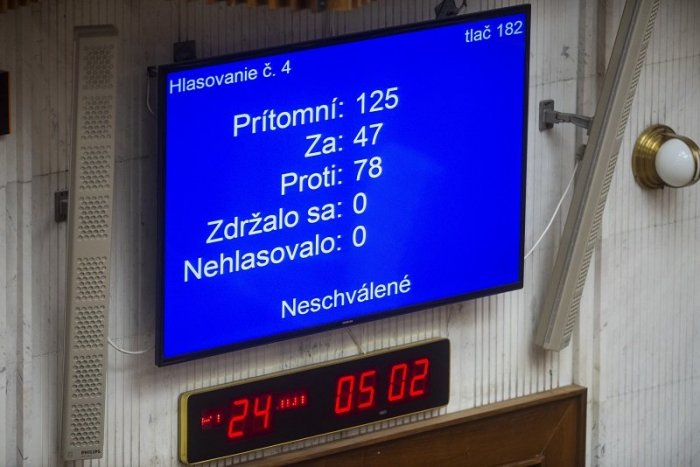 Hlasovanie č. 4
tlač 182
Prítomní: 125
Za: 47
Proti: 78
Zdržalo sa: 0
Nehlasovalo: 0
Neschválené
24 05 02
PHILIPS